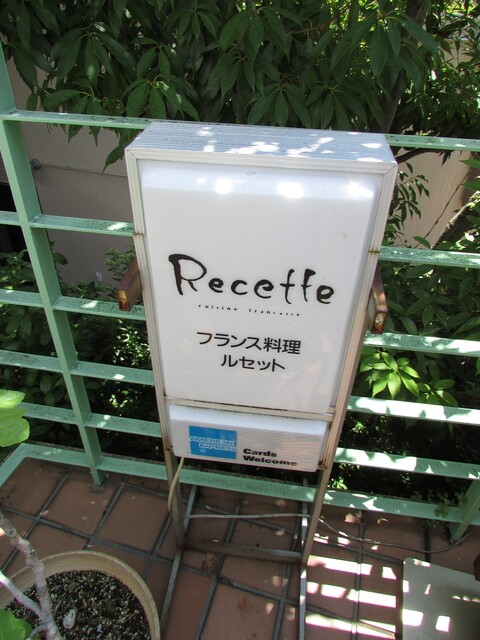 Recette
cuisine française
フランス料理
ルセット
AMERICAN
EXPRESS
Cards
Welcome